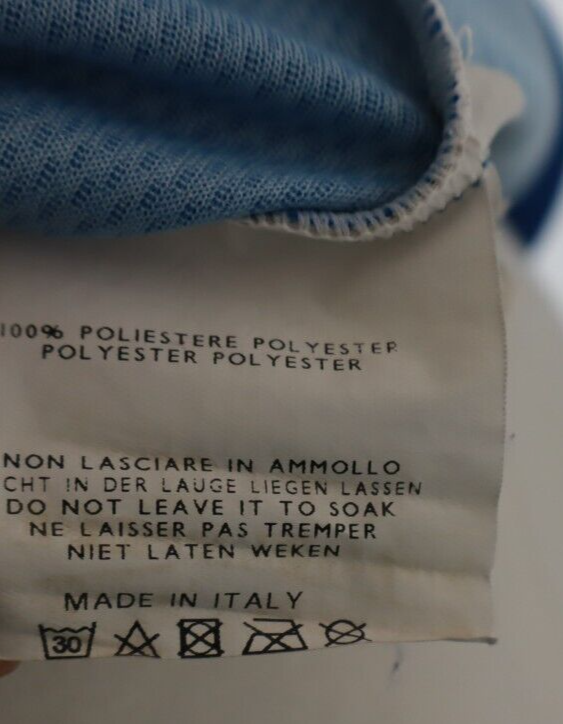 100% POLIESTERE POLYESTER
POLYESTER POLYESTER
NON LASCIARE IN AMMOLLO
CHT IN DER LAUGE LIEGEN LASSEN
DO NOT LEAVE IT TO SOAK
NE LAISSER PAS TREMPER
NIET LATEN WEKEN
MADE IN ITALY
30